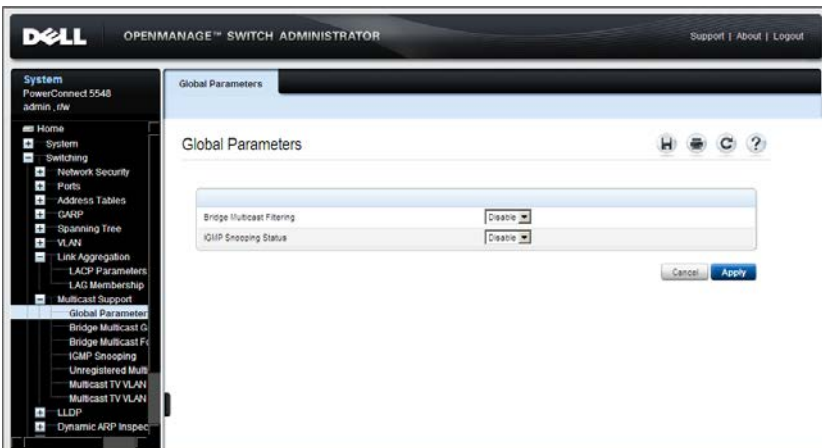 DELL
OPENMANAGE™ SWITCH ADMINISTRATOR
Support | About | Logout
System
PowerConnect 5548
admin , r/w
Global Parameters
Home
System
Switching
Network Security
Ports
Address Tables
GARP
Spanning Tree
VLAN
Link Aggregation
LACP Parameters
LAG Membership
Multicast Support
Global Parameter
Bridge Multicast G
Bridge Multicast Fo
IGMP Snooping
Unregistered Multi
Multicast TV VLAN
Multicast TV VLAN
LLDP
Dynamic ARP Inspec
Global Parameters
Bridge Multicast Filtering
Disable
IGMP Snooping Status
Disable
Cancel
Apply